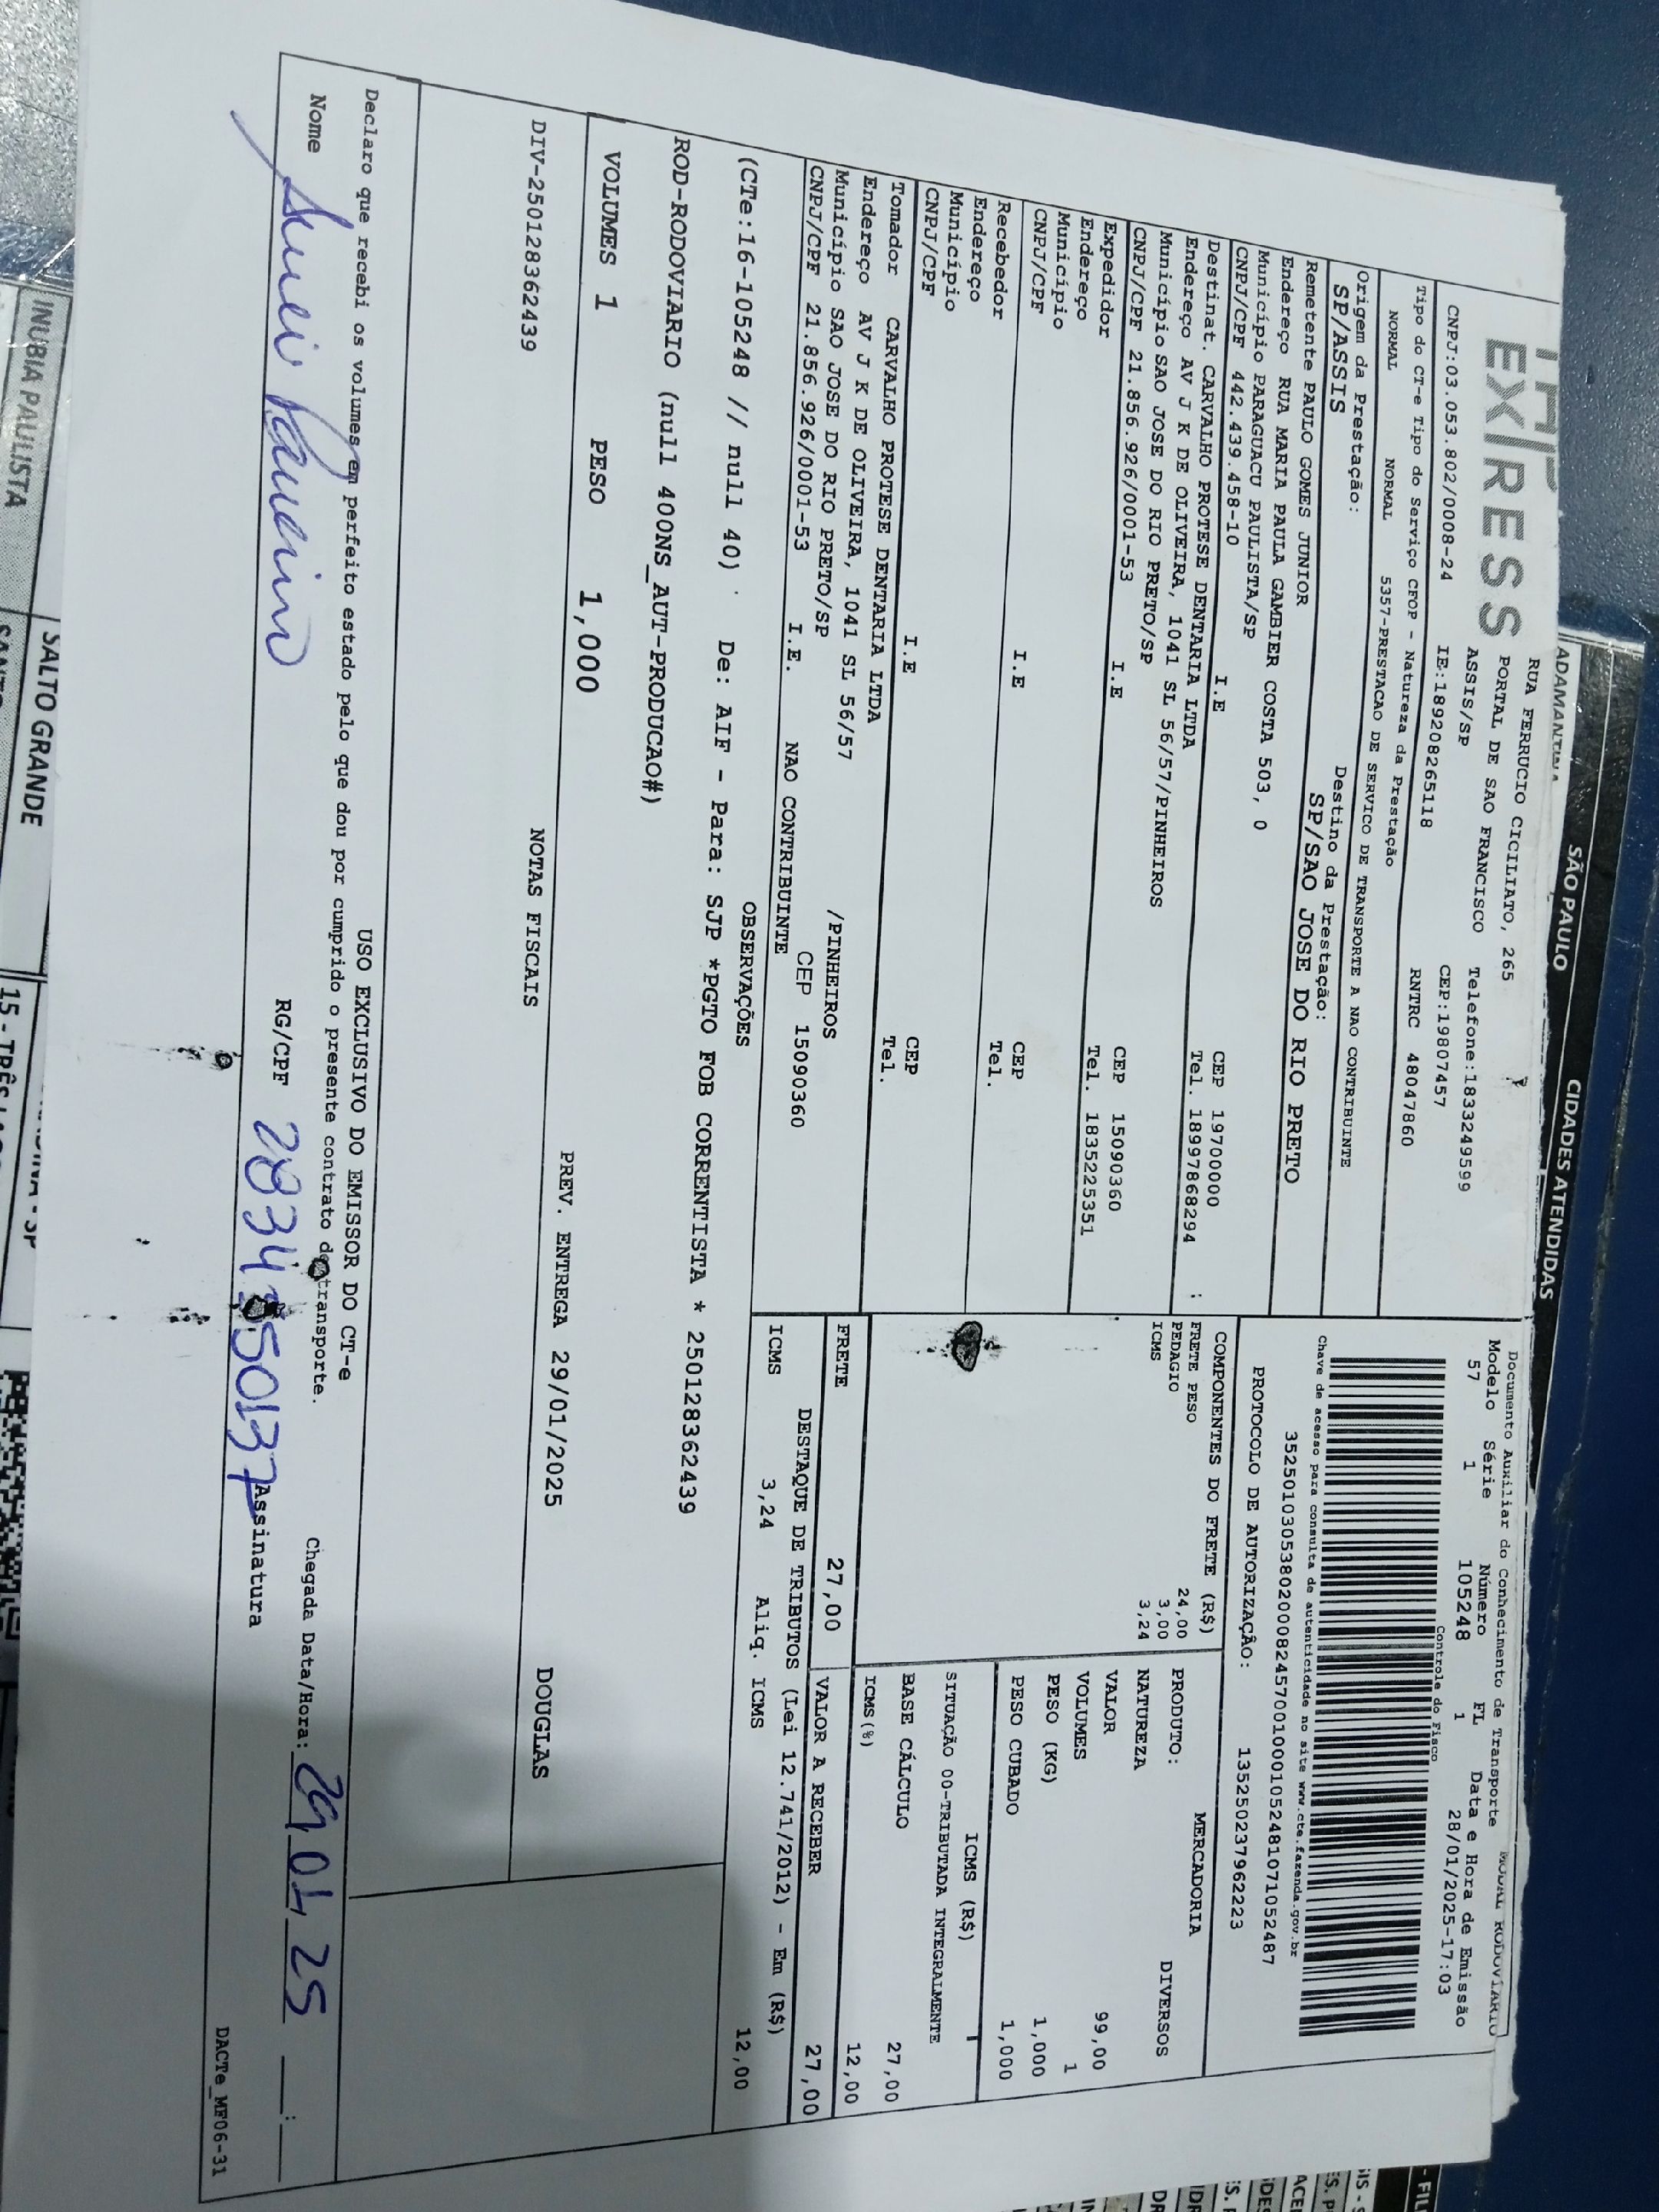 EXPRESS
RUA FERRUCIO CICILIATO, 265
PORTAL DE SAO FRANCISCO Telefone:1833249599
ASSIS/SP CEP:19807457
CNPJ:03.053.802/0008-24 IE:189208265118 RNTRC 48047860
Tipo do CT-e Tipo do Serviço CFOP - Natureza da Prestação
NORMAL NORMAL 5357-PRESTACAO DE SERVICO DE TRANSPORTE A NAO CONTRIBUINTE
Origem da Prestação: Destino da Prestação:
SP/ASSIS SP/SAO JOSE DO RIO PRETO
Remetente PAULO GOMES JUNIOR
Endereço RUA MARIA PAULA GAMBIER COSTA 503, 0 CEP 19700000
Município PARAGUACU PAULISTA/SP Tel. 18997868294
CNPJ/CPF 442.439.458-10 I.E
Destinat. CARVALHO PROTESE DENTARIA LTDA
Endereço AV J K DE OLIVEIRA, 1041 SL 56/57/PINHEIROS CEP 15090360
Município SAO JOSE DO RIO PRETO/SP Tel. 1835225351
CNPJ/CPF 21.856.926/0001-53 I.E
Expedidor
Endereço CEP
Município Tel.
CNPJ/CPF I.E
Recebedor
Endereço CEP
Município Tel.
CNPJ/CPF I.E
Tomador CARVALHO PROTESE DENTARIA LTDA
Endereço AV J K DE OLIVEIRA, 1041 SL 56/57 /PINHEIROS
Município SAO JOSE DO RIO PRETO/SP CEP 15090360
CNPJ/CPF 21.856.926/0001-53 I.E. NAO CONTRIBUINTE
Documento Auxiliar do Conhecimento de Transporte MODAL RODOVIARIO
Modelo Série Número FL Data e Hora de Emissão
57 1 105248 1 28/01/2025-17:03
Controle do Fisco
Chave de acesso para consulta de autenticidade no site www.cte.fazenda.gov.br
35250103053802000824570010001052481071052487
PROTOCOLO DE AUTORIZAÇÃO: 135250237962223
COMPONENTES DO FRETE (R$)
FRETE PESO 24,00
PEDAGIO 3,00
ICMS 3,24
MERCADORIA
PRODUTO: DIVERSOS
NATUREZA
VALOR 99,00
VOLUMES 1
PESO (KG) 1,000
PESO CUBADO 1,000
ICMS (R$)
SITUAÇÃO 00-TRIBUTADA INTEGRALMENTE
BASE CÁLCULO 27,00
ICMS(%) 12,00
FRETE 27,00 VALOR A RECEBER 27,00
DESTAQUE DE TRIBUTOS (Lei 12.741/2012) - Em (R$)
ICMS 3,24 Aliq. ICMS 12,00
OBSERVAÇÕES
(CTe:16-105248 // null 40). De: AIF - Para: SJP *PGTO FOB CORRENTISTA * 250128362439
ROD-RODOVIARIO (null 400NS_AUT-PRODUCAO#)
VOLUMES 1 PESO 1,000 PREV. ENTREGA 29/01/2025 DOUGLAS
NOTAS FISCAIS
DIV-250128362439
USO EXCLUSIVO DO EMISSOR DO CT-e
Declaro que recebi os volumes em perfeito estado pelo que dou por cumprido o presente contrato de transporte.
Nome RG/CPF Assinatura Chegada Data/Hora: 29 01 25 __:__
DACTe_MF06-31
SÃO PAULO CIDADES ATENDIDAS
INÚBIA PAULISTA
SALTO GRANDE